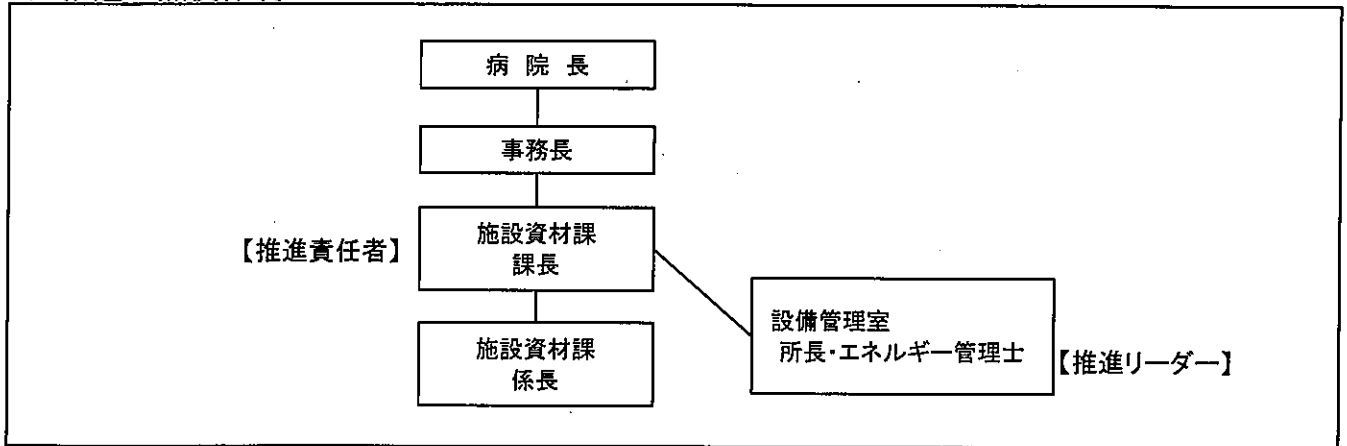 病 院 長
事務長
【推進責任者】
施設資材課
課長
施設資材課
係長
設備管理室
所長・エネルギー管理士
【推進リーダー】